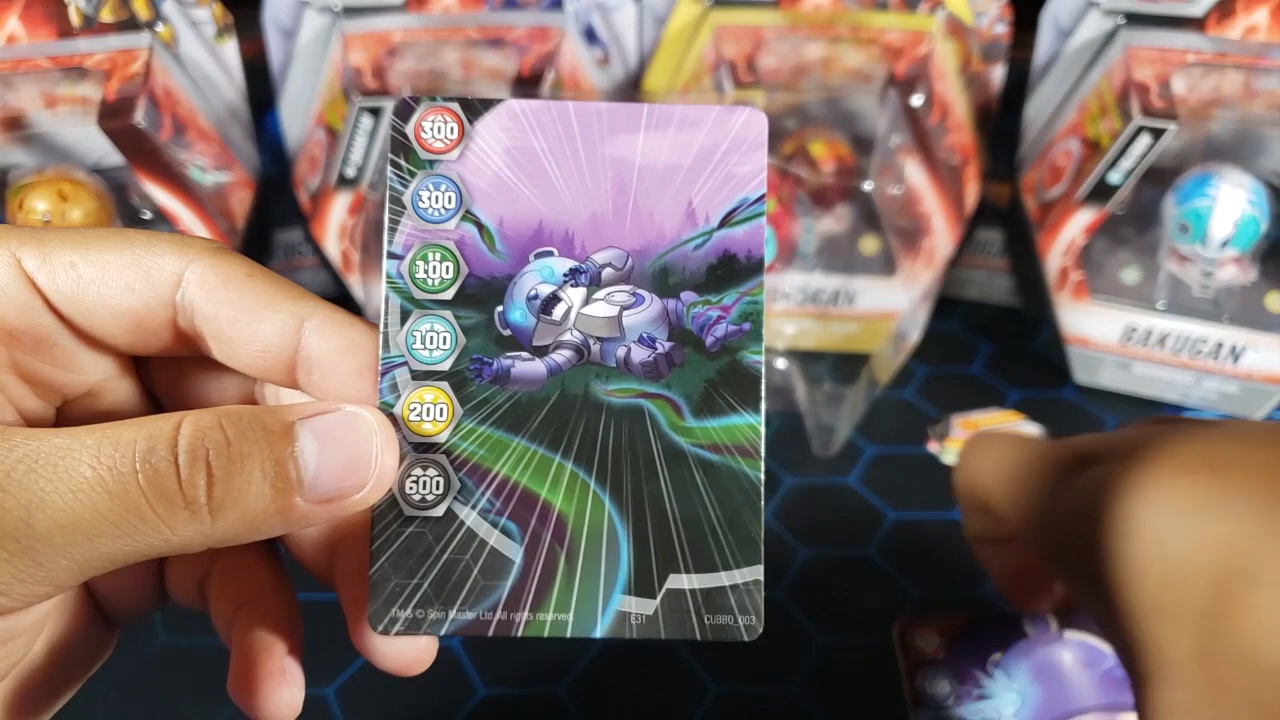 300
300
100
100
200
600
TM & © Spin Master Ltd. All rights reserved.
E31
CUBBO_003
BAKUGAN